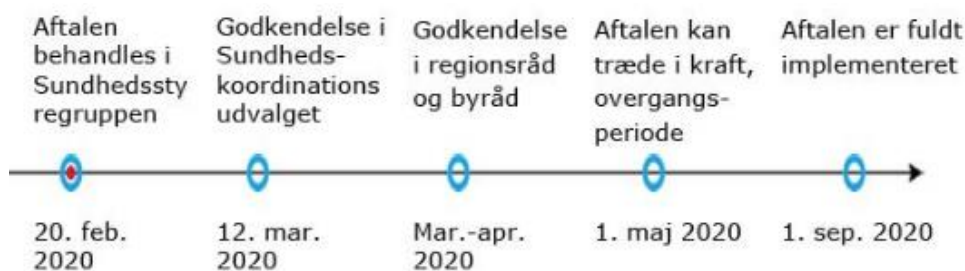 Aftalen
behandles i
Sundhedssty
regruppen
Godkendelse i
Sundheds-
koordinations
udvalget
Godkendelse
i regionsråd
og byråd
Aftalen kan
træde i kraft,
overgangs-
periode
Aftalen er fuldt
implementeret
20. feb.
2020
12. mar.
2020
Mar.-apr.
2020
1. maj 2020
1. sep. 2020